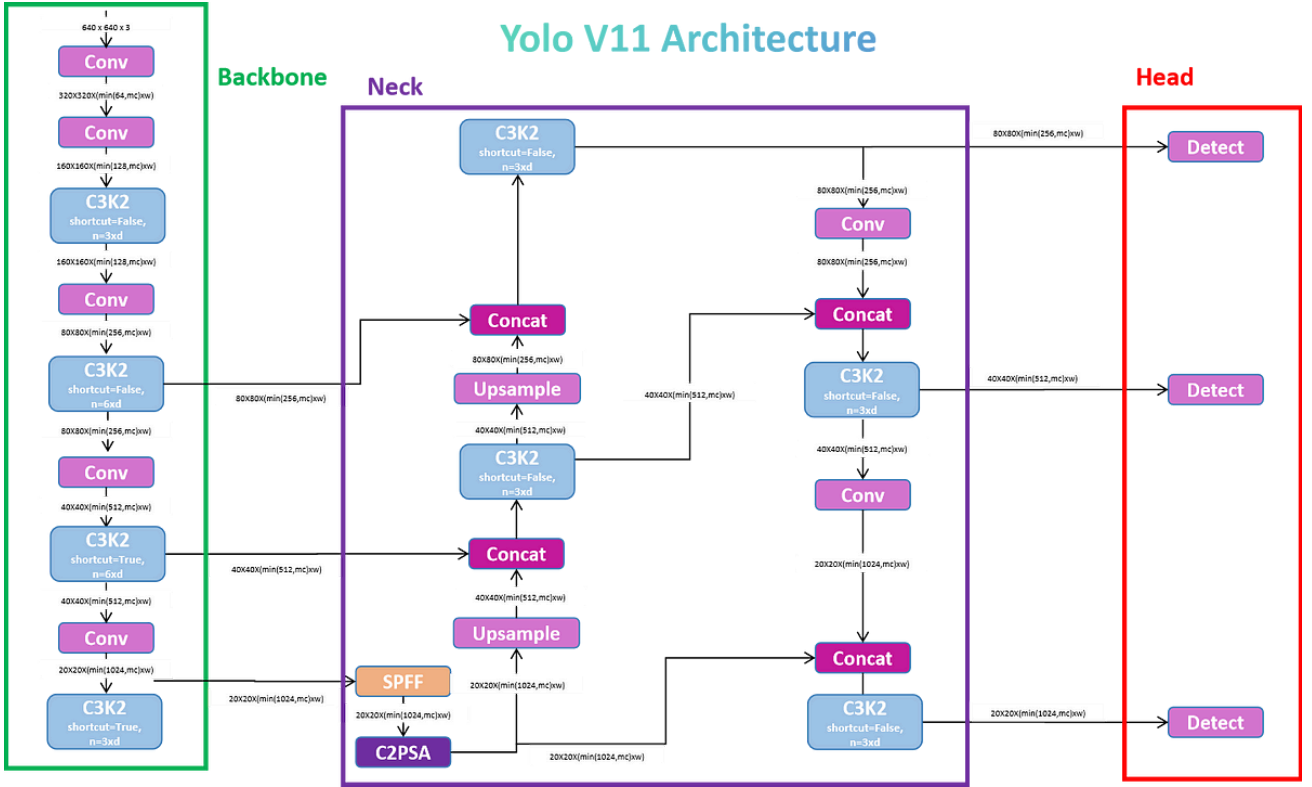 Yolo V11 Architecture
Backbone
Neck
Head
640 x 640 x 3
Conv
320X320X(min(64,mc)xw)
Conv
160X160X(min(128,mc)xw)
C3K2
shortcut=False,
n=3xd
160X160X(min(128,mc)xw)
Conv
80X80X(min(256,mc)xw)
C3K2
shortcut=False,
n=6xd
80X80X(min(256,mc)xw)
Conv
40X40X(min(512,mc)xw)
C3K2
shortcut=True,
n=6xd
40X40X(min(512,mc)xw)
Conv
20X20X(min(1024,mc)xw)
C3K2
shortcut=True,
n=3xd
80X80X(min(256,mc)xw)
40X40X(min(512,mc)xw)
20X20X(min(1024,mc)xw)
C3K2
shortcut=False,
n=3xd
Concat
80X80X(min(256,mc)xw)
Upsample
40X40X(min(512,mc)xw)
C3K2
shortcut=False,
n=3xd
Concat
40X40X(min(512,mc)xw)
Upsample
20X20X(min(1024,mc)xw)
SPFF
20X20X(min(1024,mc)xw)
C2PSA
20X20X(min(1024,mc)xw)
40X40X(min(512,mc)xw)
80X80X(min(256,mc)xw)
Conv
80X80X(min(256,mc)xw)
Concat
C3K2
shortcut=False,
n=3xd
40X40X(min(512,mc)xw)
Conv
20X20X(min(1024,mc)xw)
Concat
C3K2
shortcut=False,
n=3xd
80X80X(min(256,mc)xw)
Detect
40X40X(min(512,mc)xw)
Detect
20X20X(min(1024,mc)xw)
Detect